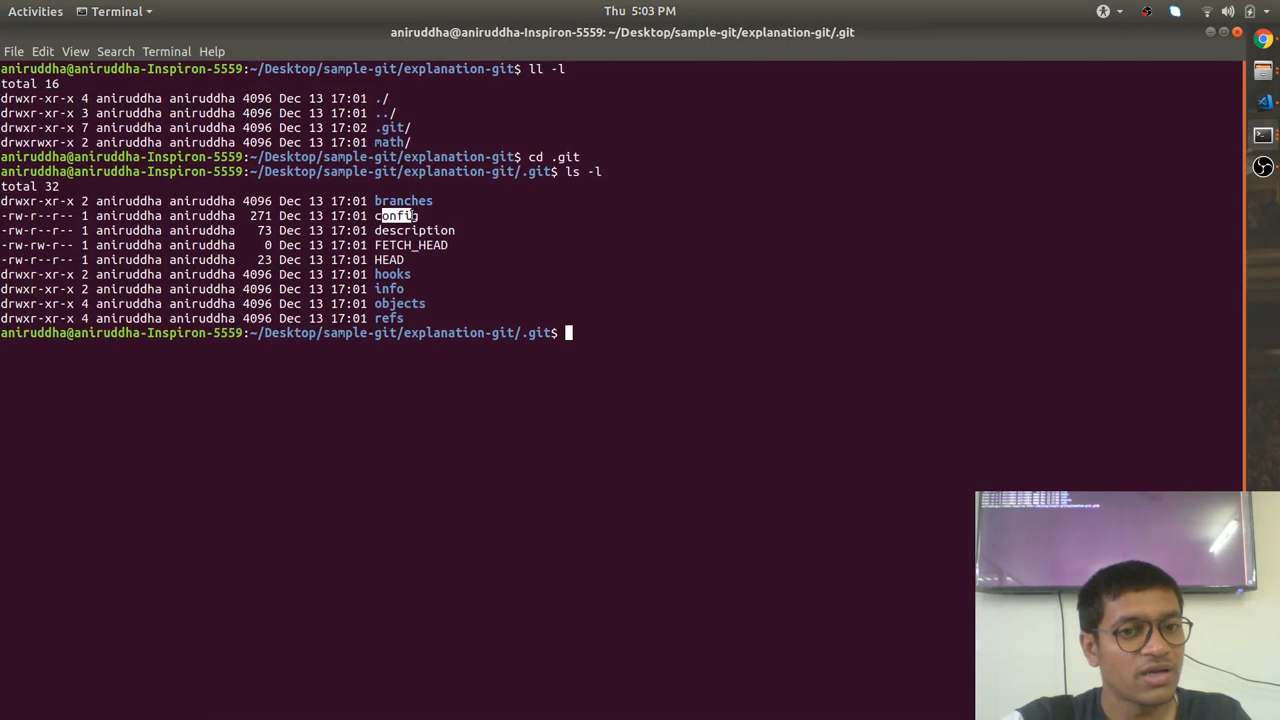 Activities Terminal Thu 5:03 PM
aniruddha@aniruddha-Inspiron-5559: ~/Desktop/sample-git/explanation-git/.git
File Edit View Search Terminal Help
aniruddha@aniruddha-Inspiron-5559:~/Desktop/sample-git/explanation-git$ ll -l
total 16
drwxr-xr-x 4 aniruddha aniruddha 4096 Dec 13 17:01 ./
drwxr-xr-x 3 aniruddha aniruddha 4096 Dec 13 17:01 ../
drwxr-xr-x 7 aniruddha aniruddha 4096 Dec 13 17:02 .git/
drwxrwxr-x 2 aniruddha aniruddha 4096 Dec 13 17:01 math/
aniruddha@aniruddha-Inspiron-5559:~/Desktop/sample-git/explanation-git$ cd .git
aniruddha@aniruddha-Inspiron-5559:~/Desktop/sample-git/explanation-git/.git$ ls -l
total 32
drwxr-xr-x 2 aniruddha aniruddha 4096 Dec 13 17:01 branches
-rw-r--r-- 1 aniruddha aniruddha 271 Dec 13 17:01 config
-rw-r--r-- 1 aniruddha aniruddha 73 Dec 13 17:01 description
-rw-rw-r-- 1 aniruddha aniruddha 0 Dec 13 17:01 FETCH_HEAD
-rw-r--r-- 1 aniruddha aniruddha 23 Dec 13 17:01 HEAD
drwxr-xr-x 2 aniruddha aniruddha 4096 Dec 13 17:01 hooks
drwxr-xr-x 2 aniruddha aniruddha 4096 Dec 13 17:01 info
drwxr-xr-x 4 aniruddha aniruddha 4096 Dec 13 17:01 objects
drwxr-xr-x 4 aniruddha aniruddha 4096 Dec 13 17:01 refs
aniruddha@aniruddha-Inspiron-5559:~/Desktop/sample-git/explanation-git/.git$